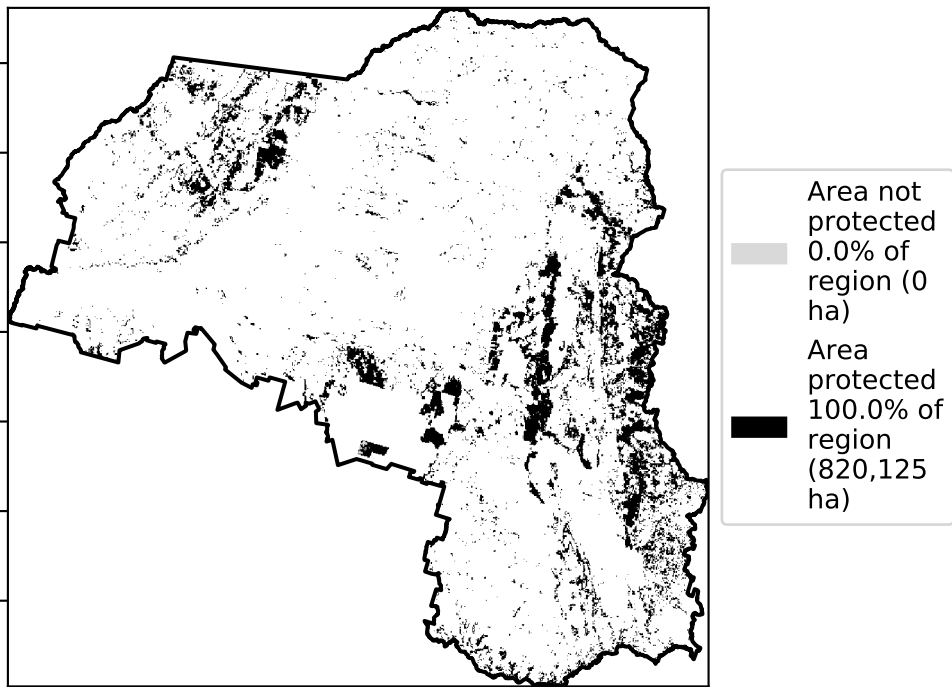 Area not
protected
0.0% of
region (0
ha)
Area
protected
100.0% of
region
(820,125
ha)